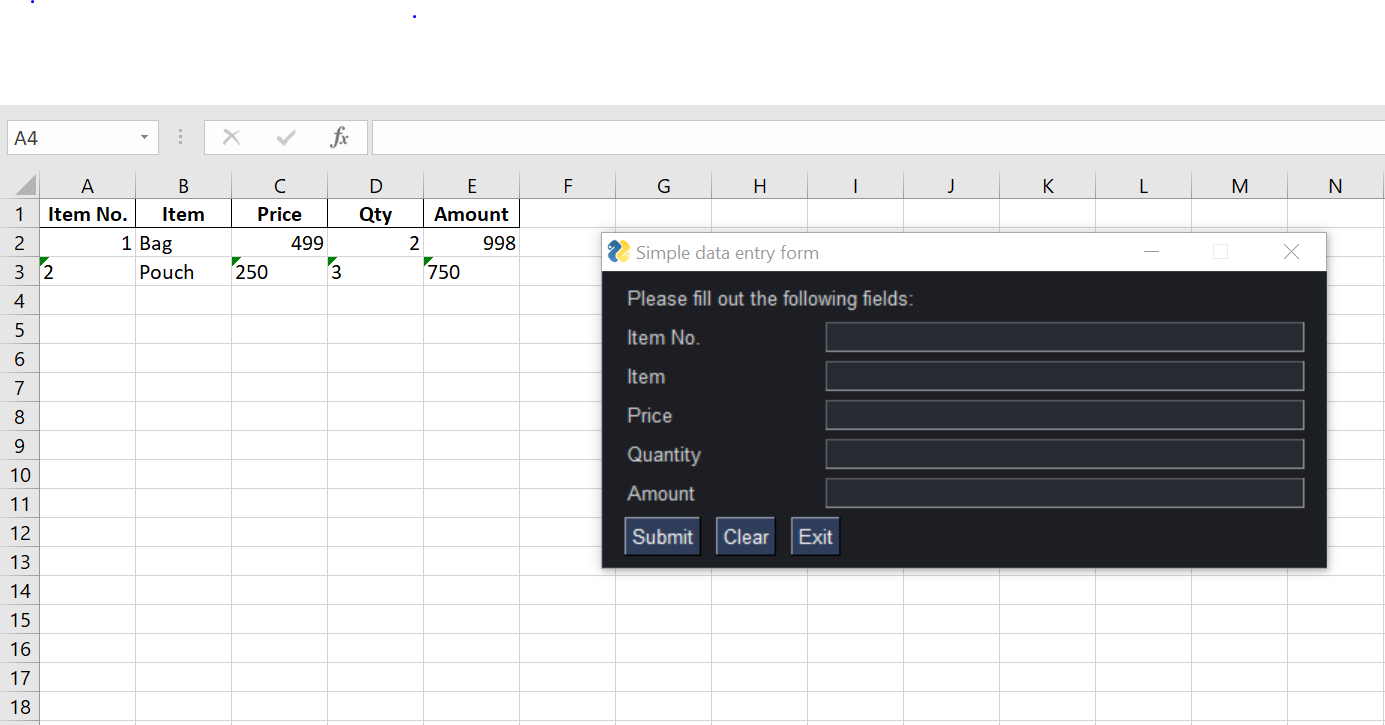 A4 fx
A B C D E F G H I J K L M N
1 Item No. Item Price Qty Amount
2 1 Bag 499 2 998
3 2 Pouch 250 3 750
4
5
6
7
8
9
10
11
12
13
14
15
16
17
18
Simple data entry form
Please fill out the following fields:
Item No.
Item
Price
Quantity
Amount
Submit Clear Exit